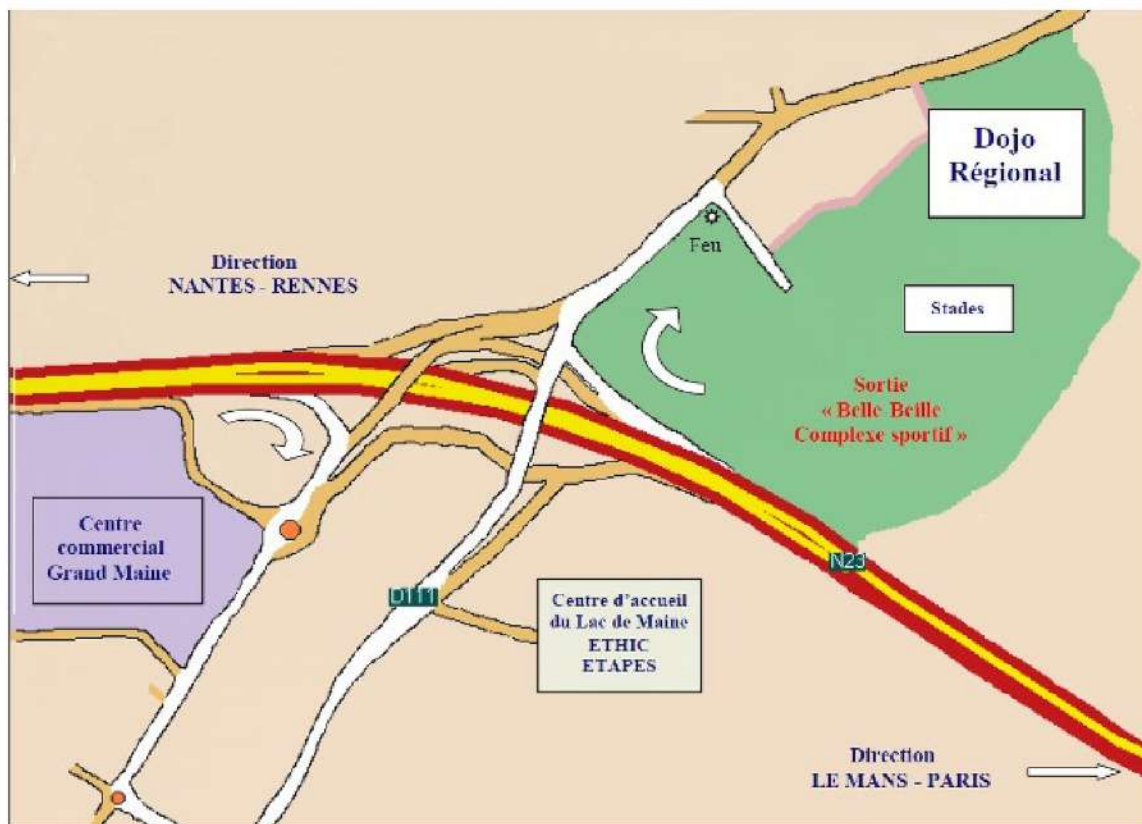 Dojo
Régional
Feu
Direction
NANTES - RENNES
Stades
Sortie
« Belle-Beille
Complexe sportif »
Centre
commercial
Grand Maine
N23
D111
Centre d'accueil
du Lac de Maine
ETHIC
ETAPES
Direction
LE MANS - PARIS